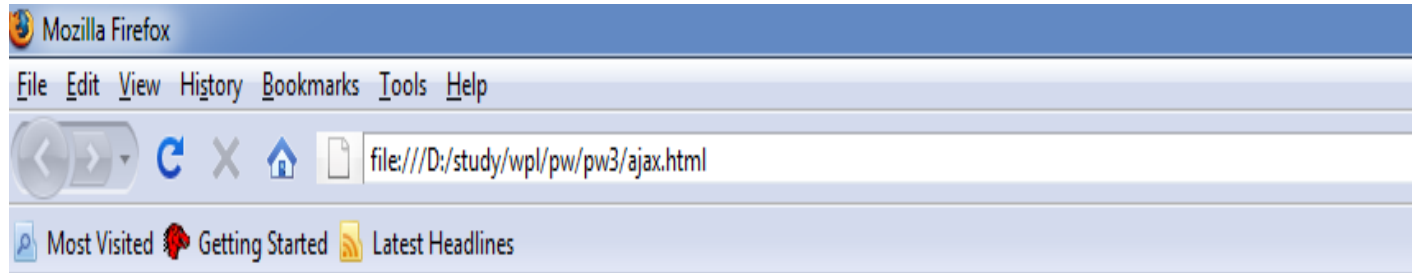 Mozilla Firefox
File Edit View History Bookmarks Tools Help
file:///D:/study/wpl/pw/pw3/ajax.html
Most Visited Getting Started Latest Headlines